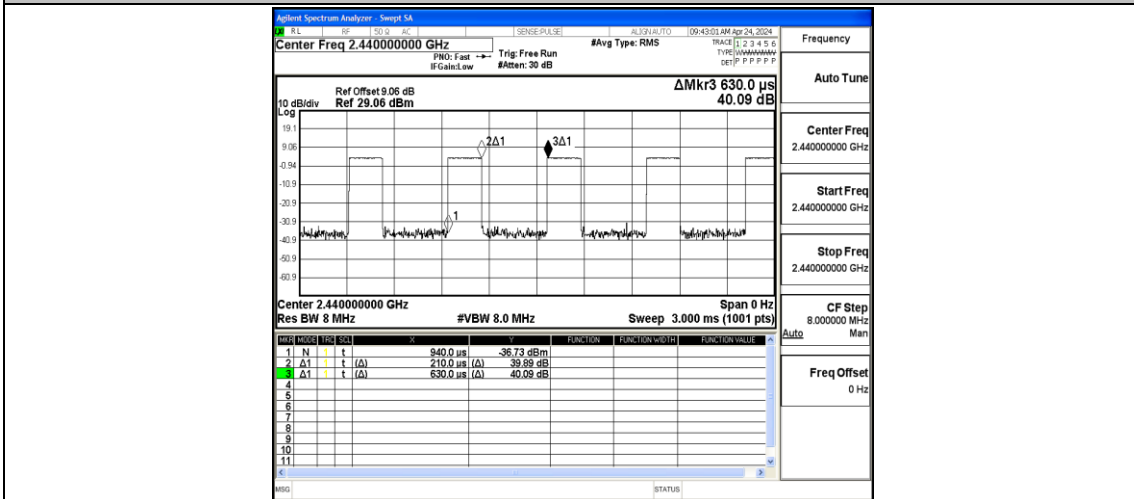 Agilent Spectrum Analyzer - Swept SA
RL RF 50 Ω AC SENSE:PULSE ALIGNAUTO 09:43:01 AM Apr 24, 2024
Center Freq 2.440000000 GHz #Avg Type: RMS TRACE 1 2 3 4 5 6
PNO: Fast Trig: Free Run TYPE
IFGain:Low #Atten: 30 dB DET P P P P P P
Frequency
ΔMkr3 630.0 µs
40.09 dB
Ref Offset 9.06 dB
10 dB/div Ref 29.06 dBm
Log
19.1
9.06
-0.94
-10.9
-20.9
-30.9
-40.9
-50.9
-60.9
1
2Δ1
3Δ1
Center 2.440000000 GHz Span 0 Hz
Res BW 8 MHz #VBW 8.0 MHz Sweep 3.000 ms (1001 pts)
MKR MODE TRC SCL X Y FUNCTION FUNCTION WIDTH FUNCTION VALUE
1 N 1 t 940.0 µs -36.73 dBm
2 Δ1 1 t (Δ) 210.0 µs (Δ) 39.89 dB
3 Δ1 1 t (Δ) 630.0 µs (Δ) 40.09 dB
4
5
6
7
8
9
10
11
MSG STATUS
Auto Tune
Center Freq
2.440000000 GHz
Start Freq
2.440000000 GHz
Stop Freq
2.440000000 GHz
CF Step
8.000000 MHz
Auto Man
Freq Offset
0 Hz